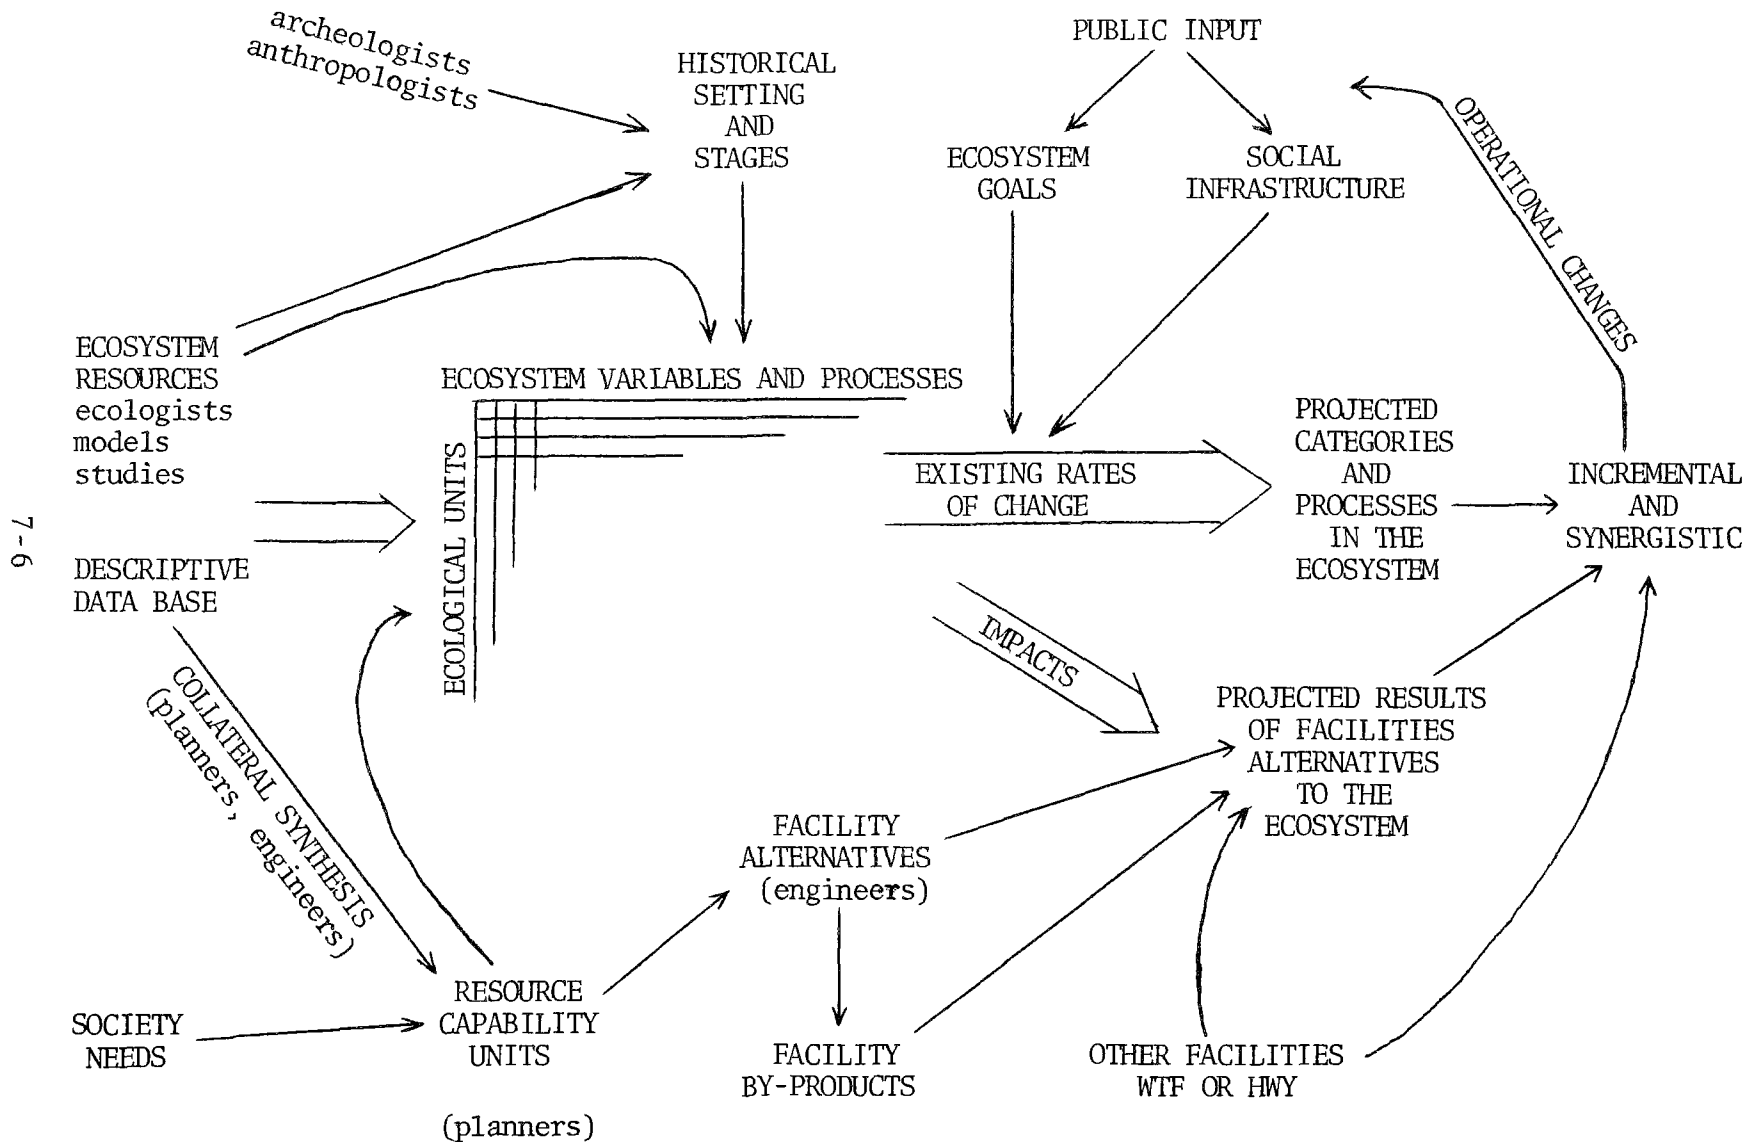 archeologists
anthropologists
HISTORICAL
SETTING
AND
STAGES
PUBLIC INPUT
ECOSYSTEM
GOALS
SOCIAL
INFRASTRUCTURE
OPERATIONAL CHANGES
ECOSYSTEM
RESOURCES
ecologists
models
studies
ECOSYSTEM VARIABLES AND PROCESSES
ECOLOGICAL UNITS
EXISTING RATES
OF CHANGE
PROJECTED
CATEGORIES
AND
PROCESSES
IN THE
ECOSYSTEM
INCREMENTAL
AND
SYNERGISTIC
7-6
DESCRIPTIVE
DATA BASE
COLLATERAL SYNTHESIS
(planners, engineers)
IMPACTS
PROJECTED RESULTS
OF FACILITIES
ALTERNATIVES
TO THE
ECOSYSTEM
FACILITY
ALTERNATIVES
(engineers)
SOCIETY
NEEDS
RESOURCE
CAPABILITY
UNITS
(planners)
FACILITY
BY-PRODUCTS
OTHER FACILITIES
WTF OR HWY